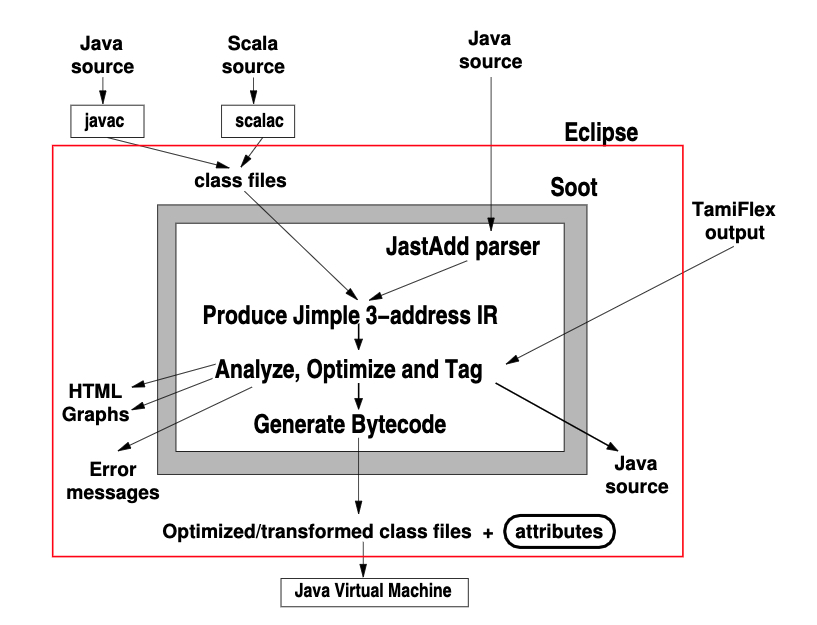 Java
source
Scala
source
Java
source
javac
scalac
Eclipse
class files
Soot
TamiFlex
output
JastAdd parser
Produce Jimple 3-address IR
Analyze, Optimize and Tag
HTML
Graphs
Generate Bytecode
Error
messages
Java
source
Optimized/transformed class files + attributes
Java Virtual Machine